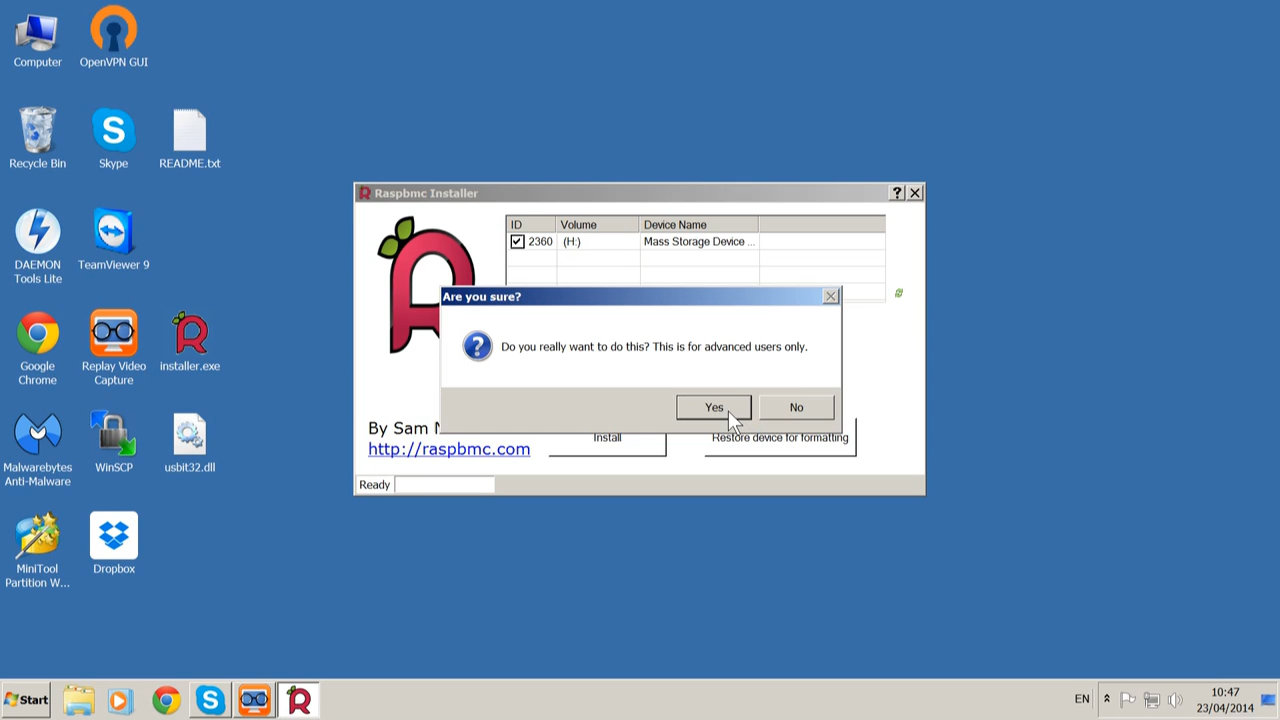 Computer
OpenVPN GUI
Recycle Bin
Skype
README.txt
DAEMON
Tools Lite
TeamViewer 9
Google
Chrome
Replay Video
Capture
installer.exe
Malwarebytes
Anti-Malware
WinSCP
usbit32.dll
MiniTool
Partition W...
Dropbox
Raspbmc Installer
ID Volume Device Name
2360 (H:) Mass Storage Device ...
Are you sure?
Do you really want to do this? This is for advanced users only.
Yes No
By Sam
http://raspbmc.com
Install
Restore device for formatting
Ready
Start
EN
10:47
23/04/2014